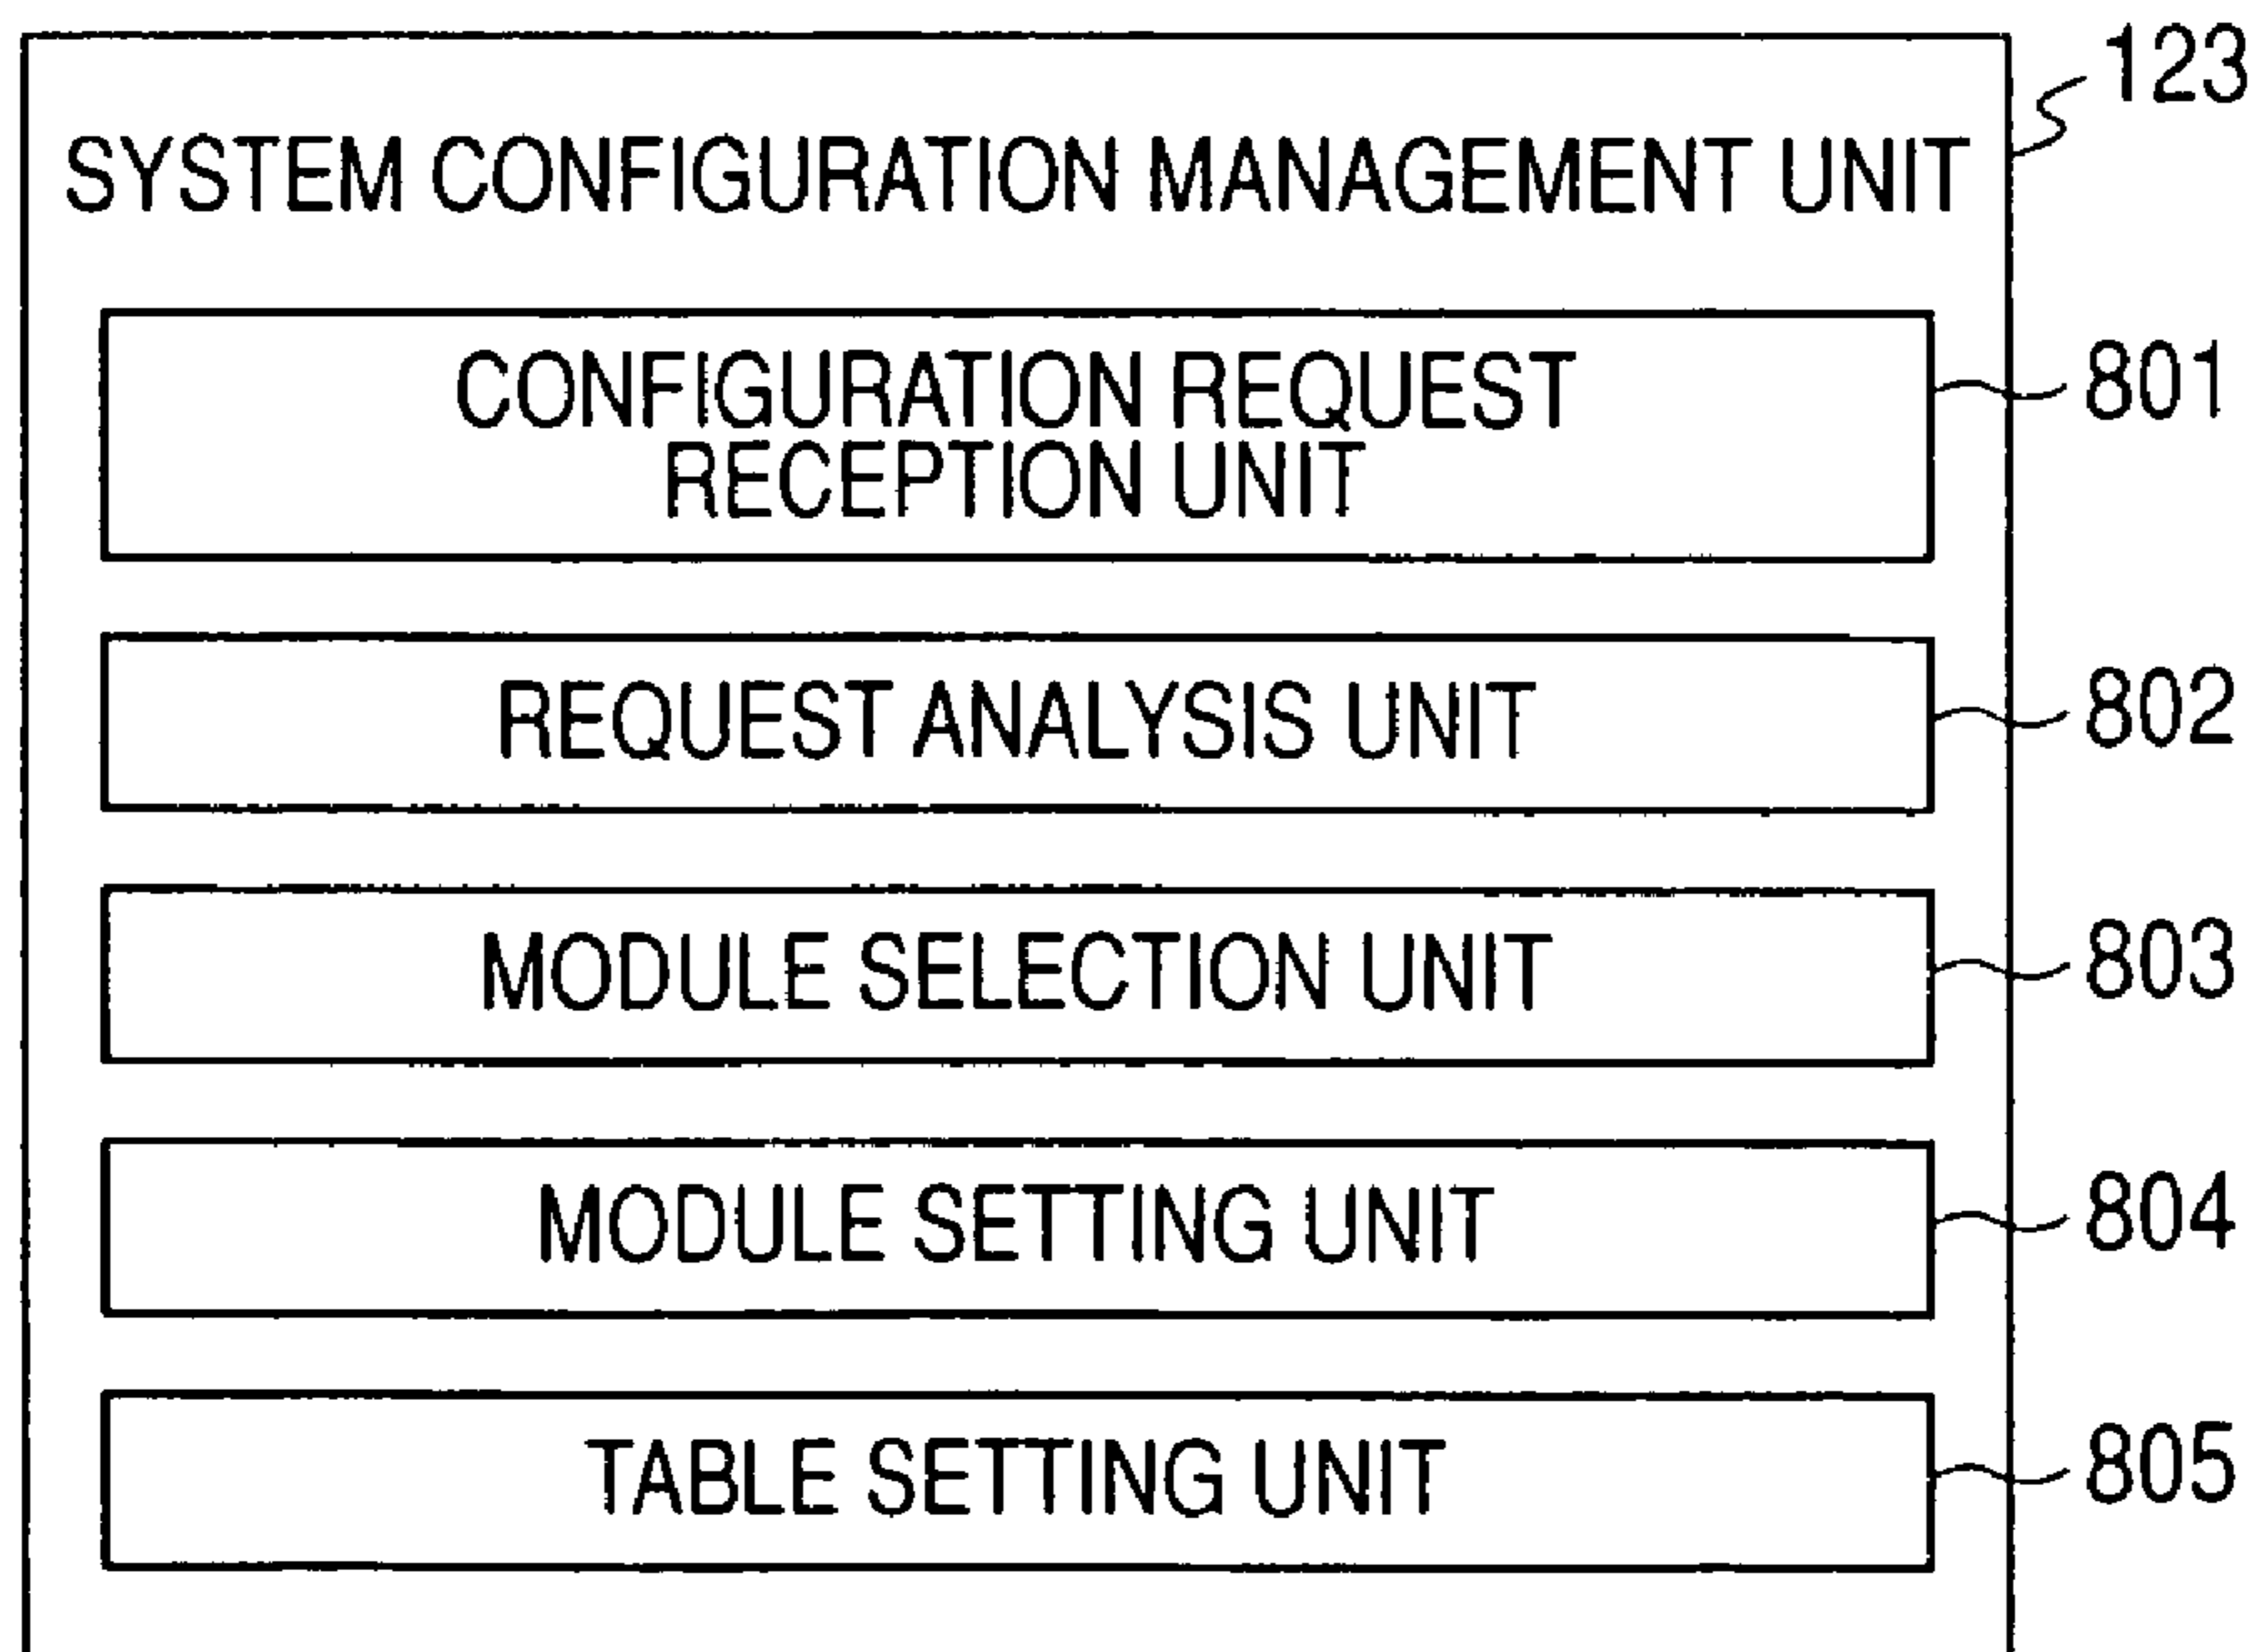 123
SYSTEM CONFIGURATION MANAGEMENT UNIT
CONFIGURATION REQUEST
RECEPTION UNIT
801
REQUEST ANALYSIS UNIT
802
MODULE SELECTION UNIT
803
MODULE SETTING UNIT
804
TABLE SETTING UNIT
805